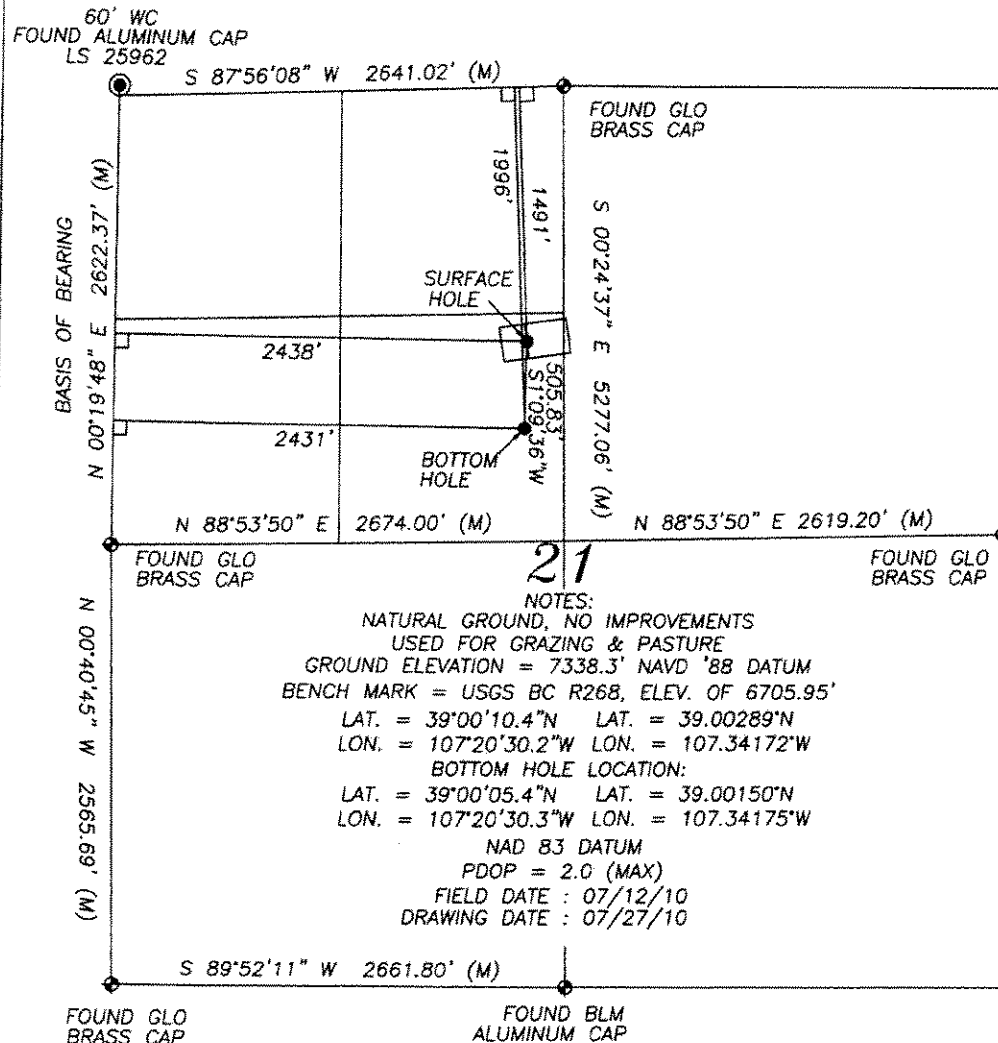 60' WC
FOUND ALUMINUM CAP
LS 25962
S 87°56'08" W 2641.02' (M)
FOUND GLO
BRASS CAP
BASIS OF BEARING
N 00°19'48" E 2622.37' (M)
1996'
1491'
S 00°24'37" E 5277.06' (M)
SURFACE
HOLE
2438'
505.83'
S1°09'36"W
2431'
BOTTOM
HOLE
N 88°53'50" E 2674.00' (M)
N 88°53'50" E 2619.20' (M)
FOUND GLO
BRASS CAP
21
FOUND GLO
BRASS CAP
NOTES:
NATURAL GROUND, NO IMPROVEMENTS
USED FOR GRAZING & PASTURE
GROUND ELEVATION = 7338.3' NAVD '88 DATUM
BENCH MARK = USGS BC R268, ELEV. OF 6705.95'
LAT. = 39°00'10.4"N LAT. = 39.00289°N
LON. = 107°20'30.2"W LON. = 107.34172°W
BOTTOM HOLE LOCATION:
LAT. = 39°00'05.4"N LAT. = 39.00150°N
LON. = 107°20'30.3"W LON. = 107.34175°W
NAD 83 DATUM
PDOP = 2.0 (MAX)
FIELD DATE : 07/12/10
DRAWING DATE : 07/27/10
N 00°40'45" W 2565.69' (M)
S 89°52'11" W 2661.80' (M)
FOUND GLO
BRASS CAP
FOUND BLM
ALUMINUM CAP